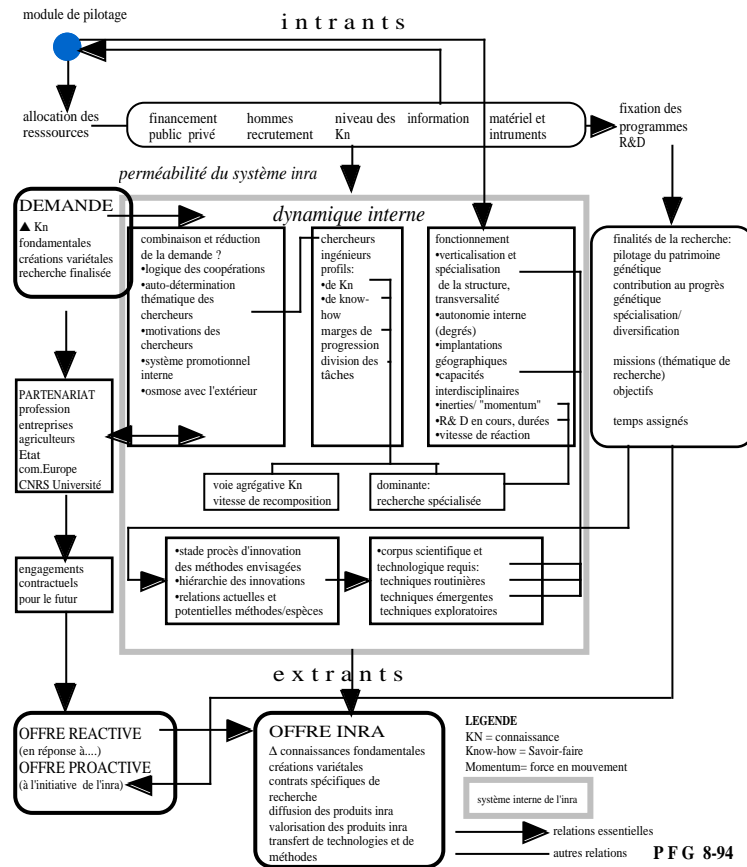 module de pilotage
i n t r a n t s
allocation des
resssources
financement
public privé
hommes
recrutement
niveau des
Kn
information
matériel et
intruments
fixation des
programmes
R&D
perméabilité du système inra
DEMANDE
▲ Kn
fondamentales
créations variétales
recherche finalisée
dynamique interne
combinaison et réduction
de la demande ?
•logique des coopérations
•auto-détermination
thématique des
chercheurs
•motivations des
chercheurs
•système promotionnel
interne
•osmose avec l'extérieur
chercheurs
ingénieurs
profils:
•de Kn
•de know-
how
marges de
progression
division des
tâches
fonctionnement
•verticalisation et
spécialisation
de la structure,
transversalité
•autonomie interne
(degrés)
•implantations
géographiques
•capacités
interdisciplinaires
•inerties/ "momentum"
•R& D en cours, durées
•vitesse de réaction
finalités de la recherche:
pilotage du patrimoine
génétique
contribution au progrès
génétique
spécialisation/
diversification
missions (thématique de
recherche)
objectifs
temps assignés
PARTENARIAT
profession
entreprises
agriculteurs
Etat
com.Europe
CNRS Université
voie agrégative Kn
vitesse de recomposition
dominante:
recherche spécialisée
engagements
contractuels
pour le futur
•stade procès d'innovation
des méthodes envisagées
•hiérarchie des innovations
•relations actuelles et
potentielles méthodes/espèces
•corpus scientifique et
technologique requis:
techniques routinières
techniques émergentes
techniques exploratoires
e x t r a n t s
OFFRE REACTIVE
(en réponse à....)
OFFRE PROACTIVE
(à l'initiative de l'inra)
OFFRE INRA
Δ connaissances fondamentales
créations variétales
contrats spécifiques de
recherche
diffusion des produits inra
valorisation des produits inra
transfert de technologies et de
méthodes
LEGENDE
KN = connaissance
Know-how = Savoir-faire
Momentum= force en mouvement
système interne de l'inra
relations essentielles
autres relations
P F G 8-94